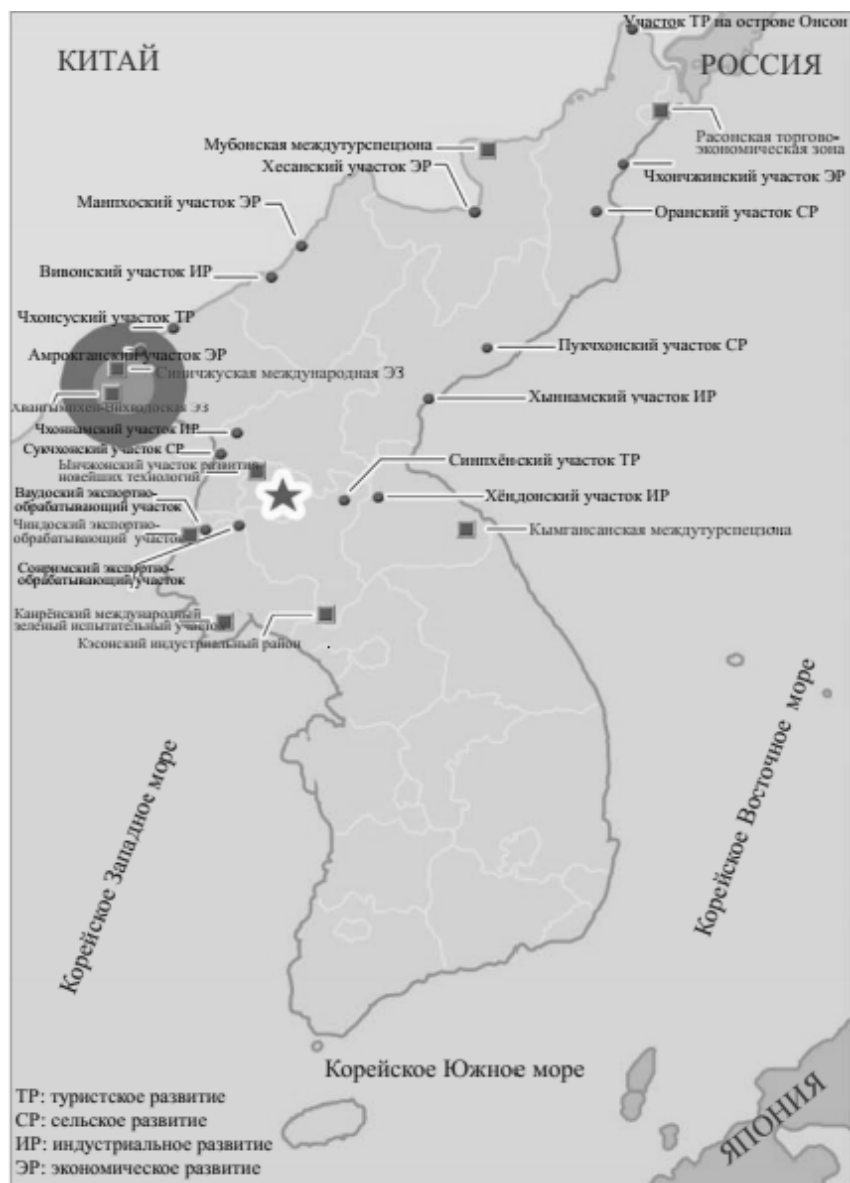 Участок ТР на острове Онсон
КИТАЙ
РОССИЯ
Мубонская междутурспецзона
Расонская торгово-
экономическая зона
Хесанский участок ЭР
Чхончжинский участок ЭР
Манпхоский участок ЭР
Оранский участок СР
Вивонский участок ИР
Чхонсуский участок ТР
Амрокганский участок ЭР
Пукчхонский участок СР
Синичжуская международная ЭЗ
Хыннамский участок ИР
Чхоннамский участок ИР
Сукчхонский участок СР
Ынчжонский участок развития
новейших технологий
Синпхёнский участок ТР
Ваудоский экспортно-
обрабатывающий участок
Хёндонский участок ИР
Чиндоский экспортно-
обрабатывающий участок
Кымгансанская междутурспецзона
Сонримский экспортно-
обрабатывающий участок
Канрёнский международный
зеленый испытательный участок
Кэсонский индустриальный район
Корейское Западное море
Корейское Восточное море
Корейское Южное море
ЯПОНИЯ
ТР: туристское развитие
СР: сельское развитие
ИР: индустриальное развитие
ЭР: экономическое развитие